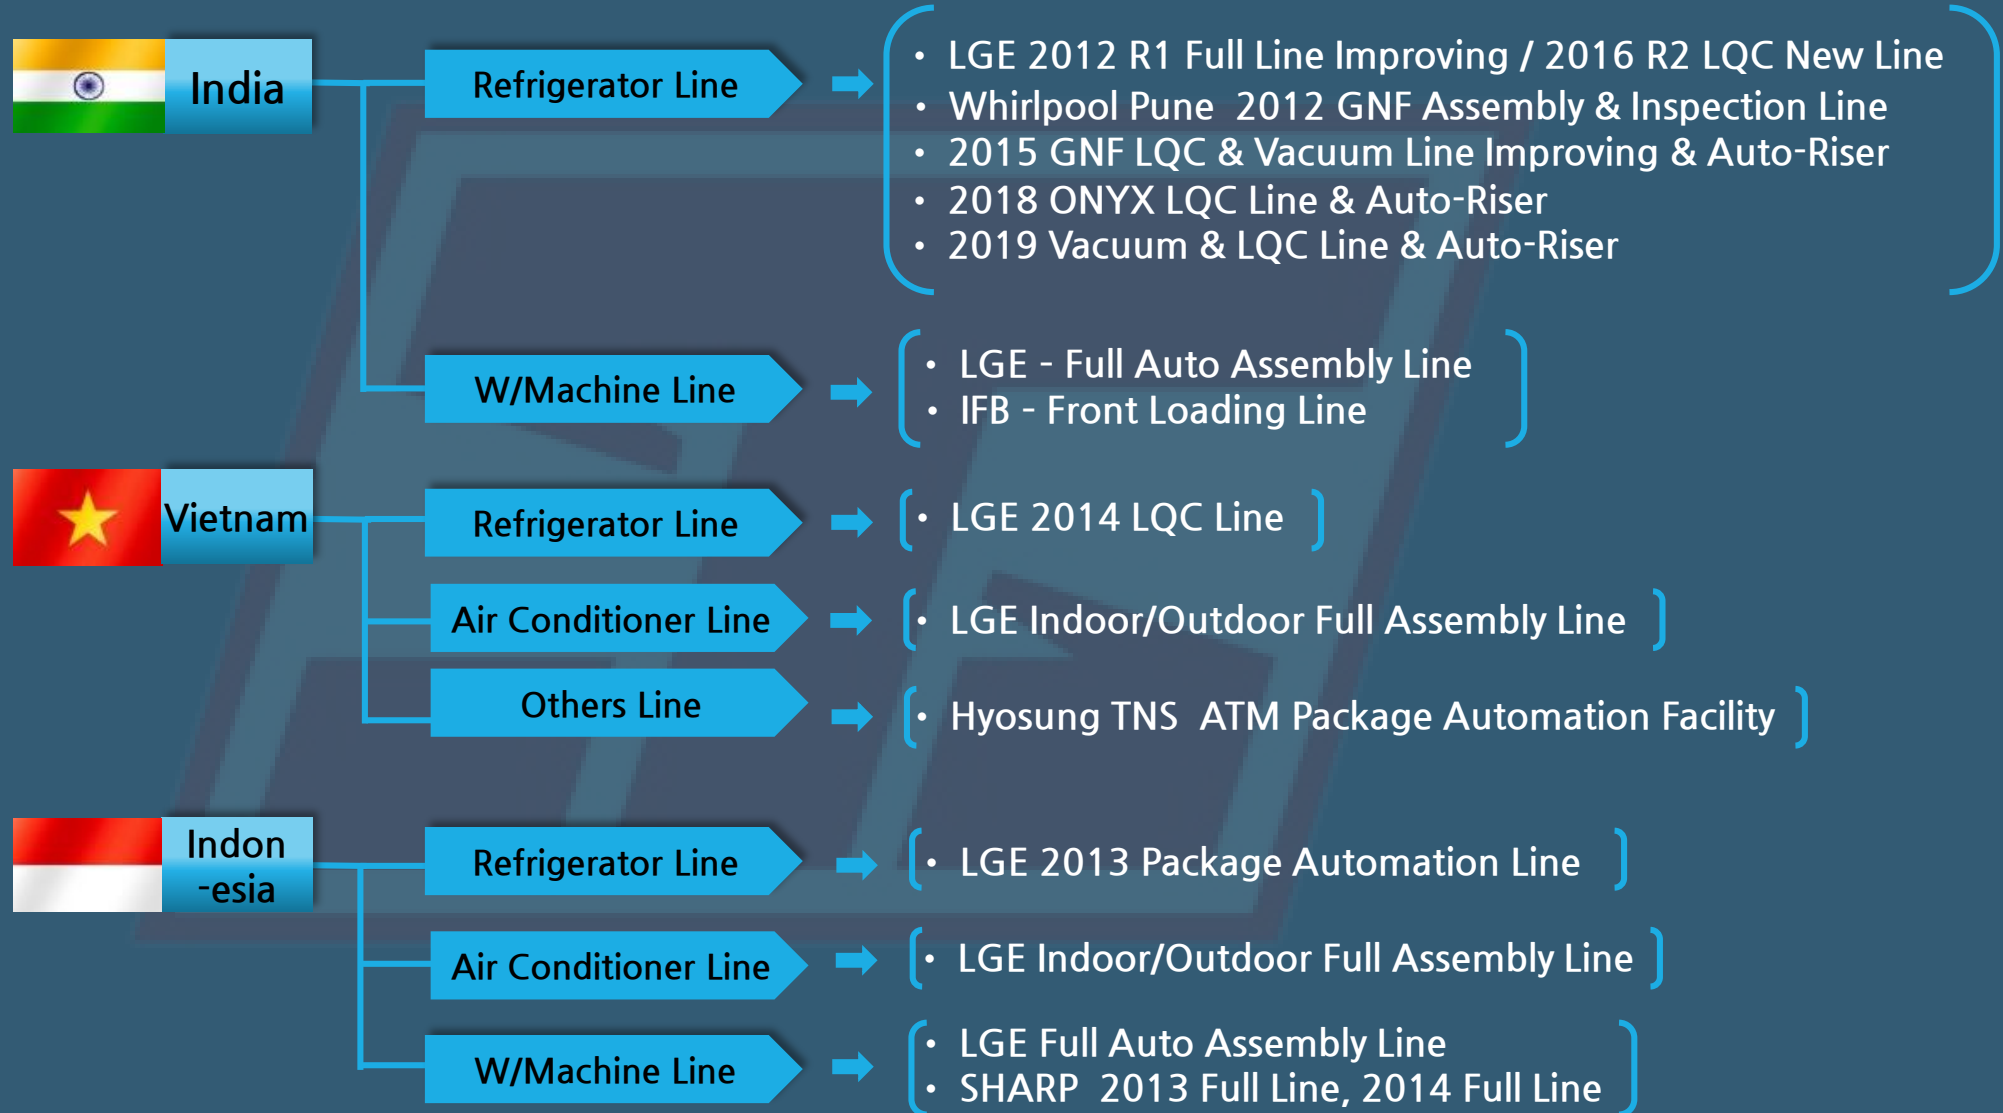 India
Refrigerator Line
• LGE 2012 R1 Full Line Improving / 2016 R2 LQC New Line
• Whirlpool Pune 2012 GNF Assembly & Inspection Line
• 2015 GNF LQC & Vacuum Line Improving & Auto-Riser
• 2018 ONYX LQC Line & Auto-Riser
• 2019 Vacuum & LQC Line & Auto-Riser
W/Machine Line
• LGE - Full Auto Assembly Line
• IFB - Front Loading Line
Vietnam
Refrigerator Line
• LGE 2014 LQC Line
Air Conditioner Line
• LGE Indoor/Outdoor Full Assembly Line
Others Line
• Hyosung TNS ATM Package Automation Facility
Indon
-esia
Refrigerator Line
• LGE 2013 Package Automation Line
Air Conditioner Line
• LGE Indoor/Outdoor Full Assembly Line
W/Machine Line
• LGE Full Auto Assembly Line
• SHARP 2013 Full Line, 2014 Full Line